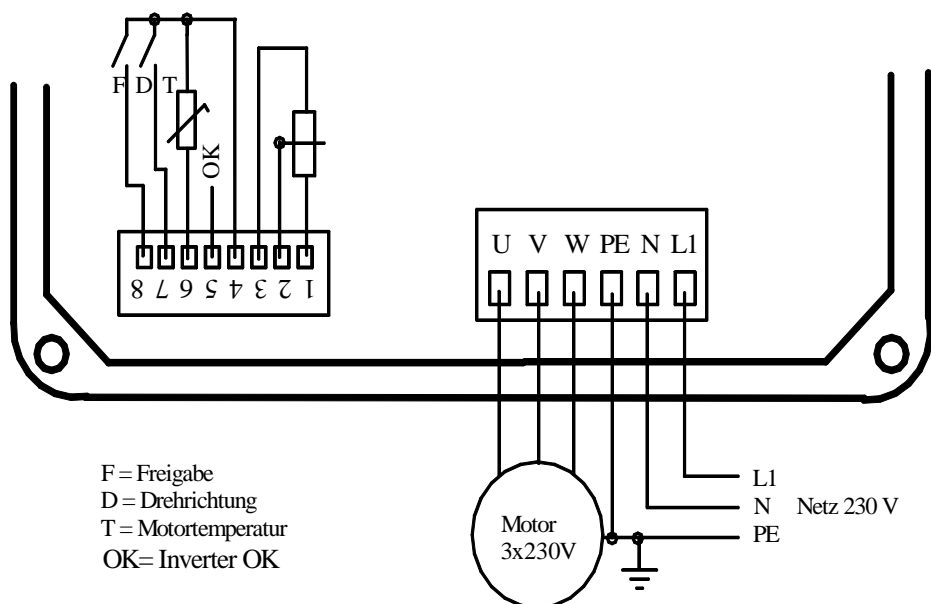 F D T
OK
8 7 6 5 4 3 2 1
U V W PE N L1
F = Freigabe
D = Drehrichtung
T = Motortemperatur
OK= Inverter OK
Motor
3x230V
L1
N Netz 230 V
PE